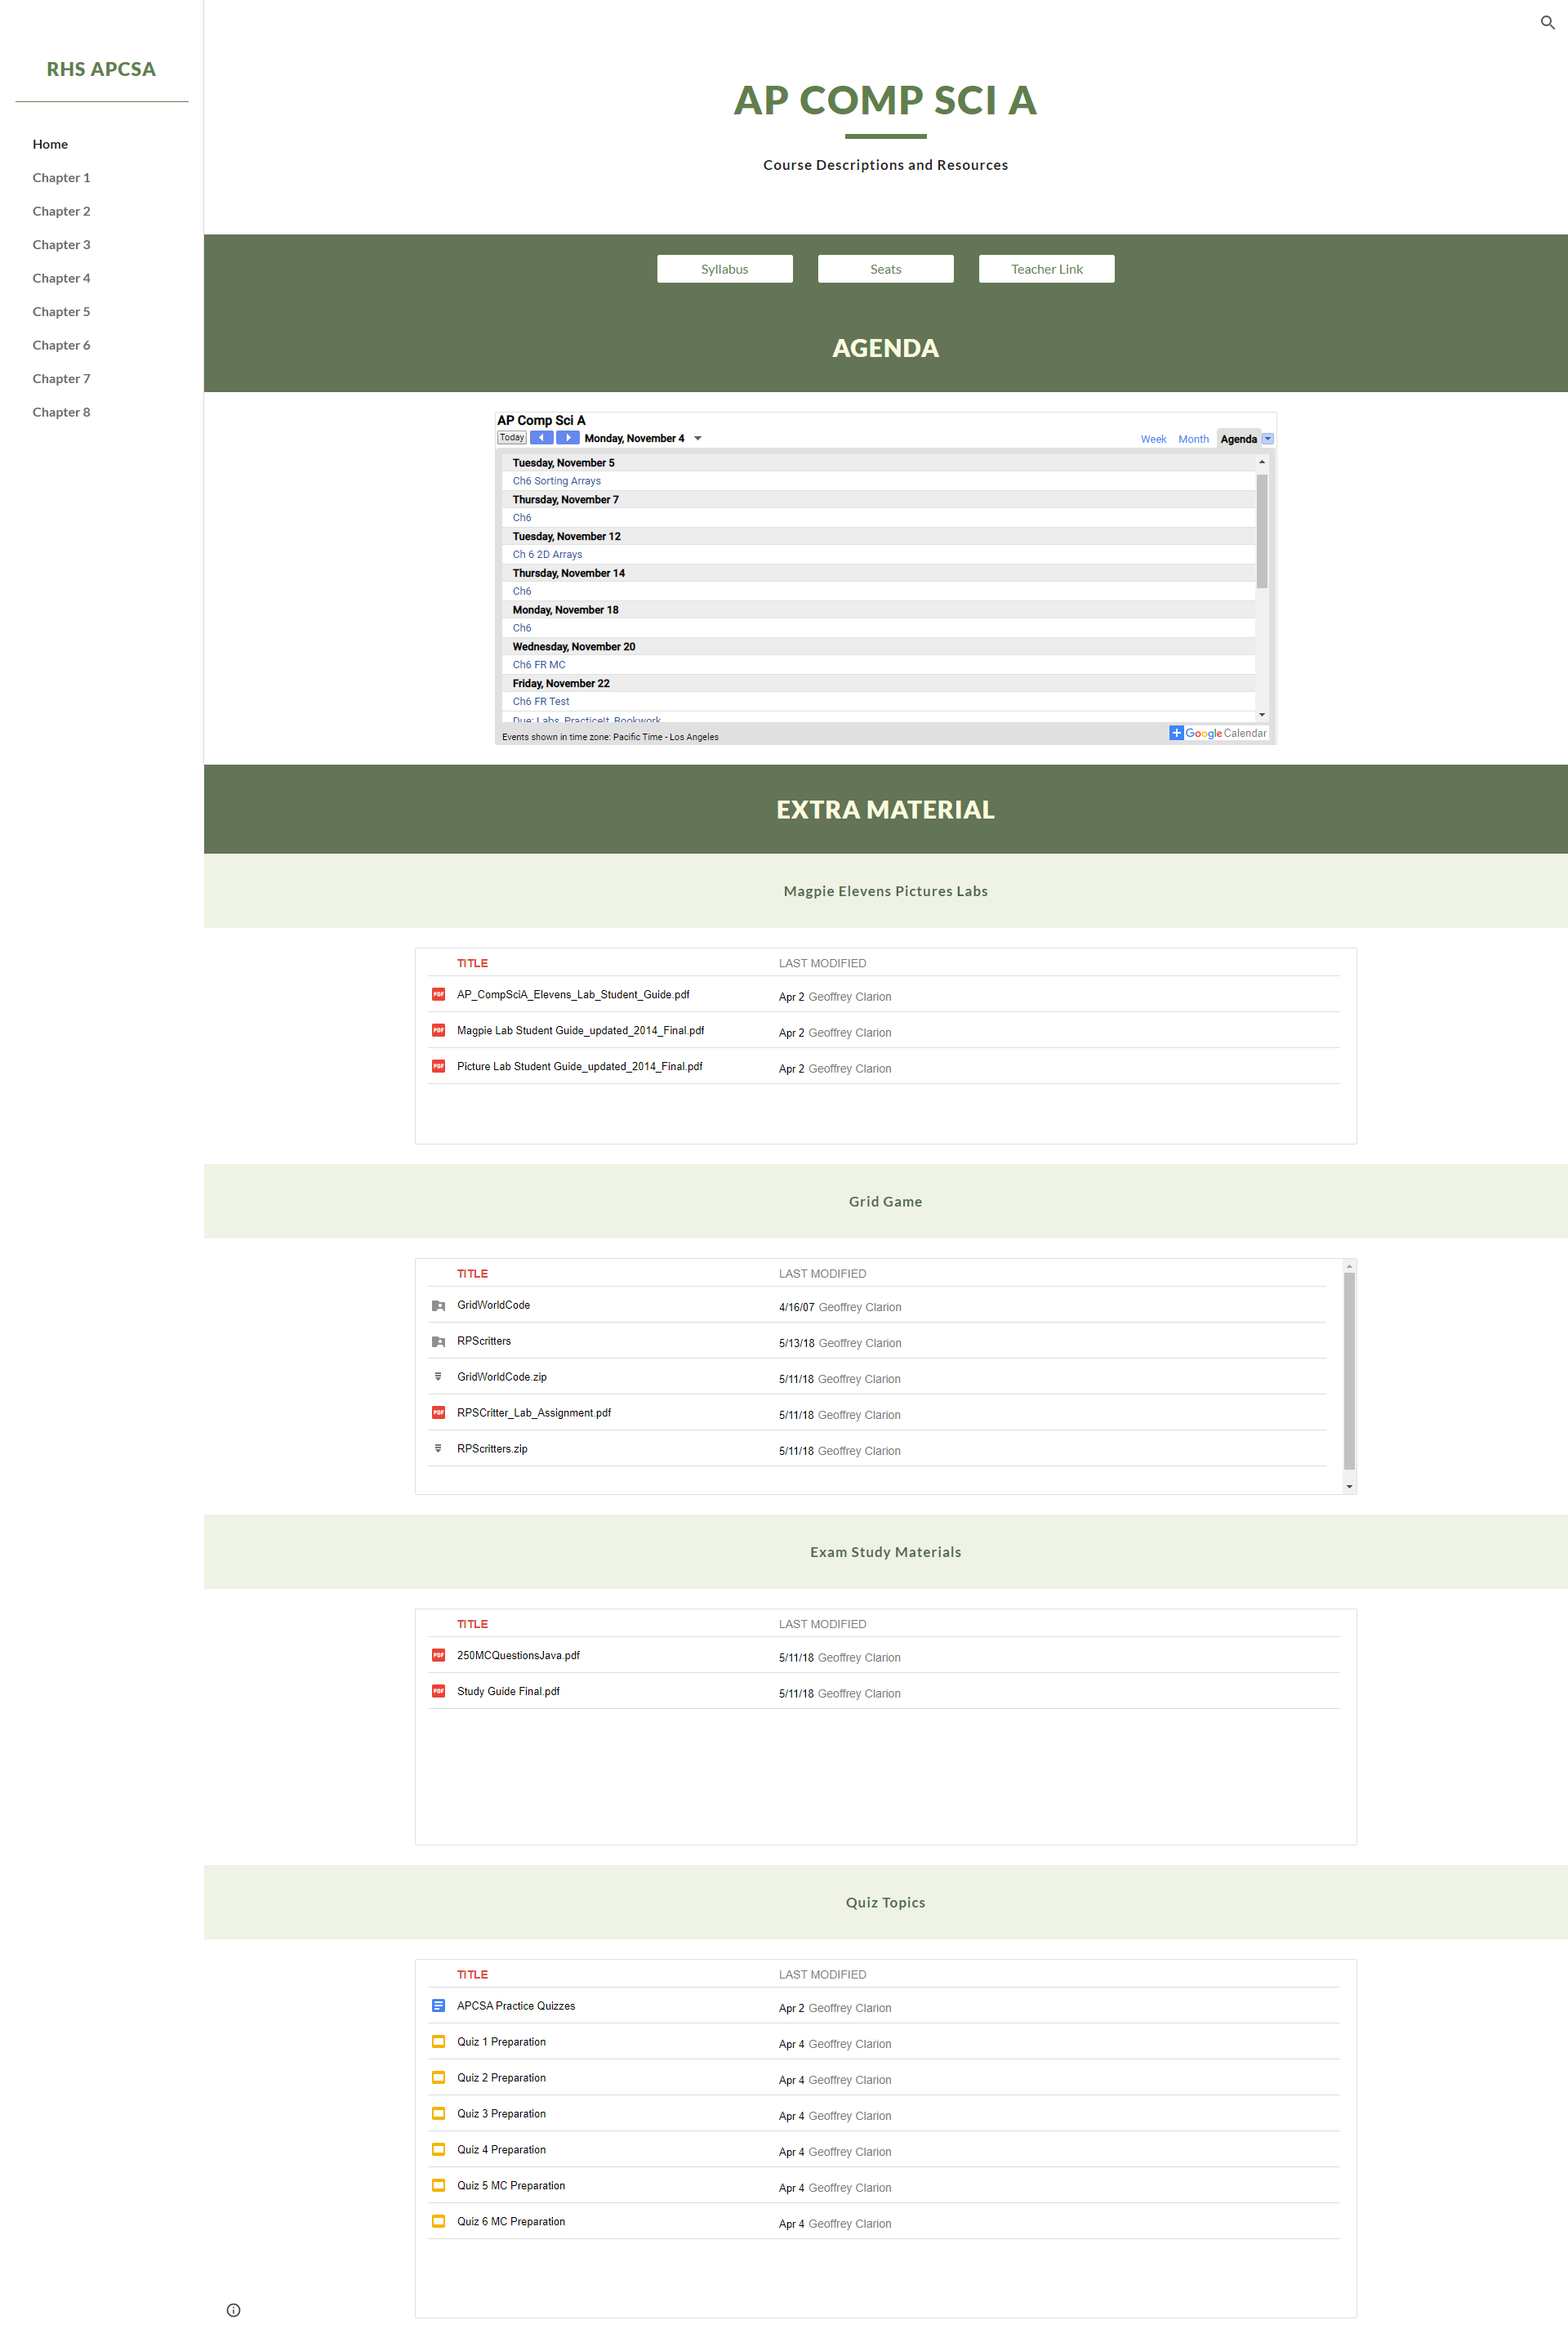 RHS APCSA
Home
Chapter 1
Chapter 2
Chapter 3
Chapter 4
Chapter 5
Chapter 6
Chapter 7
Chapter 8
AP COMP SCI A
Course Descriptions and Resources
Syllabus Seats Teacher Link
AGENDA
AP Comp Sci A
Today Monday, November 4 Week Month Agenda
Tuesday, November 5
Ch6 Sorting Arrays
Thursday, November 7
Ch6
Tuesday, November 12
Ch 6 2D Arrays
Thursday, November 14
Ch6
Monday, November 18
Ch6
Wednesday, November 20
Ch6 FR MC
Friday, November 22
Ch6 FR Test
Due: Labs, PracticeIt, Bookwork
Events shown in time zone: Pacific Time - Los Angeles Google Calendar
EXTRA MATERIAL
Magpie Elevens Pictures Labs
TITLE LAST MODIFIED
PDF AP_CompSciA_Elevens_Lab_Student_Guide.pdf Apr 2 Geoffrey Clarion
PDF Magpie Lab Student Guide_updated_2014_Final.pdf Apr 2 Geoffrey Clarion
PDF Picture Lab Student Guide_updated_2014_Final.pdf Apr 2 Geoffrey Clarion
Grid Game
TITLE LAST MODIFIED
GridWorldCode 4/16/07 Geoffrey Clarion
RPScritters 5/13/18 Geoffrey Clarion
GridWorldCode.zip 5/11/18 Geoffrey Clarion
PDF RPSCritter_Lab_Assignment.pdf 5/11/18 Geoffrey Clarion
RPScritters.zip 5/11/18 Geoffrey Clarion
Exam Study Materials
TITLE LAST MODIFIED
PDF 250MCQuestionsJava.pdf 5/11/18 Geoffrey Clarion
PDF Study Guide Final.pdf 5/11/18 Geoffrey Clarion
Quiz Topics
TITLE LAST MODIFIED
APCSA Practice Quizzes Apr 2 Geoffrey Clarion
Quiz 1 Preparation Apr 4 Geoffrey Clarion
Quiz 2 Preparation Apr 4 Geoffrey Clarion
Quiz 3 Preparation Apr 4 Geoffrey Clarion
Quiz 4 Preparation Apr 4 Geoffrey Clarion
Quiz 5 MC Preparation Apr 4 Geoffrey Clarion
Quiz 6 MC Preparation Apr 4 Geoffrey Clarion